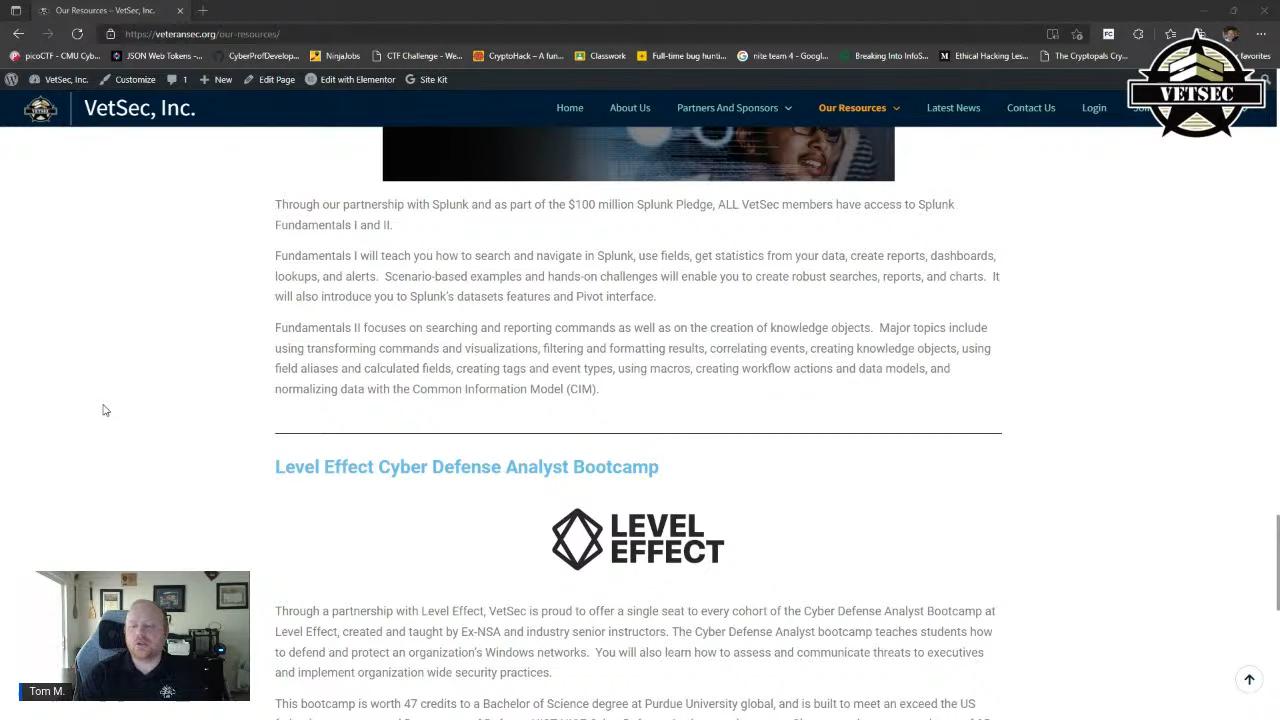 Our Resources – VetSec, Inc.
https://veteransec.org/our-resources/
picoCTF - CMU Cyb...
JSON Web Tokens -...
CyberProfDevelop...
NinjaJobs
CTF Challenge - We...
CryptoHack – A fun...
Classwork
Full-time bug hunti...
nite team 4 - Googl...
Breaking Into InfoS...
Ethical Hacking Les...
The Cryptopals Cry...
favorites
VetSec, Inc.
Customize
1
New
Edit Page
Edit with Elementor
Site Kit
VETSEC
VetSec, Inc.
Home
About Us
Partners And Sponsors
Our Resources
Latest News
Contact Us
Login
Through our partnership with Splunk and as part of the $100 million Splunk Pledge, ALL VetSec members have access to Splunk
Fundamentals I and II.
Fundamentals I will teach you how to search and navigate in Splunk, use fields, get statistics from your data, create reports, dashboards,
lookups, and alerts. Scenario-based examples and hands-on challenges will enable you to create robust searches, reports, and charts. It
will also introduce you to Splunk's datasets features and Pivot interface.
Fundamentals II focuses on searching and reporting commands as well as on the creation of knowledge objects. Major topics include
using transforming commands and visualizations, filtering and formatting results, correlating events, creating knowledge objects, using
field aliases and calculated fields, creating tags and event types, using macros, creating workflow actions and data models, and
normalizing data with the Common Information Model (CIM).
Level Effect Cyber Defense Analyst Bootcamp
LEVEL
EFFECT
Through a partnership with Level Effect, VetSec is proud to offer a single seat to every cohort of the Cyber Defense Analyst Bootcamp at
Level Effect, created and taught by Ex-NSA and industry senior instructors. The Cyber Defense Analyst bootcamp teaches students how
to defend and protect an organization's Windows networks. You will also learn how to assess and communicate threats to executives
and implement organization wide security practices.
This bootcamp is worth 47 credits to a Bachelor of Science degree at Purdue University global, and is built to meet an exceed the US
Tom M.